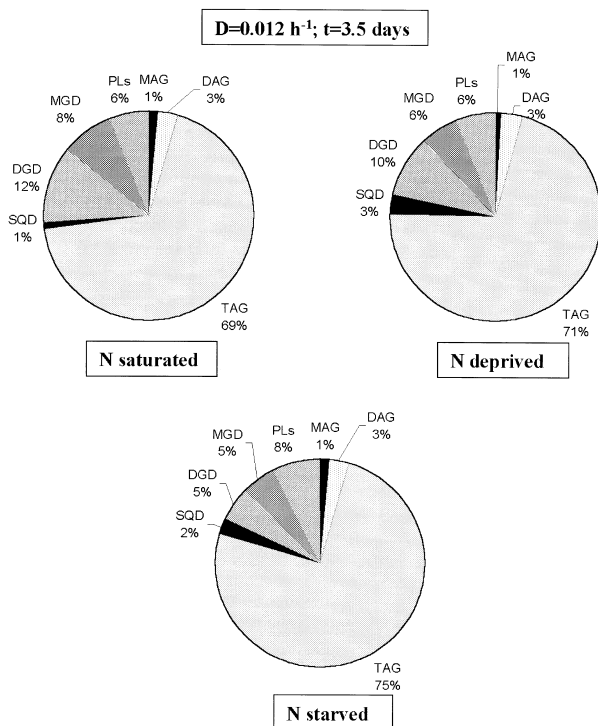 D=0.012 h⁻¹; t=3.5 days
MAG
1%
DAG
3%
TAG
69%
SQD
1%
DGD
12%
MGD
8%
PLs
6%
N saturated
MAG
1%
DAG
3%
TAG
71%
SQD
3%
DGD
10%
MGD
6%
PLs
6%
N deprived
MAG
1%
DAG
3%
TAG
75%
SQD
2%
DGD
5%
MGD
5%
PLs
8%
N starved